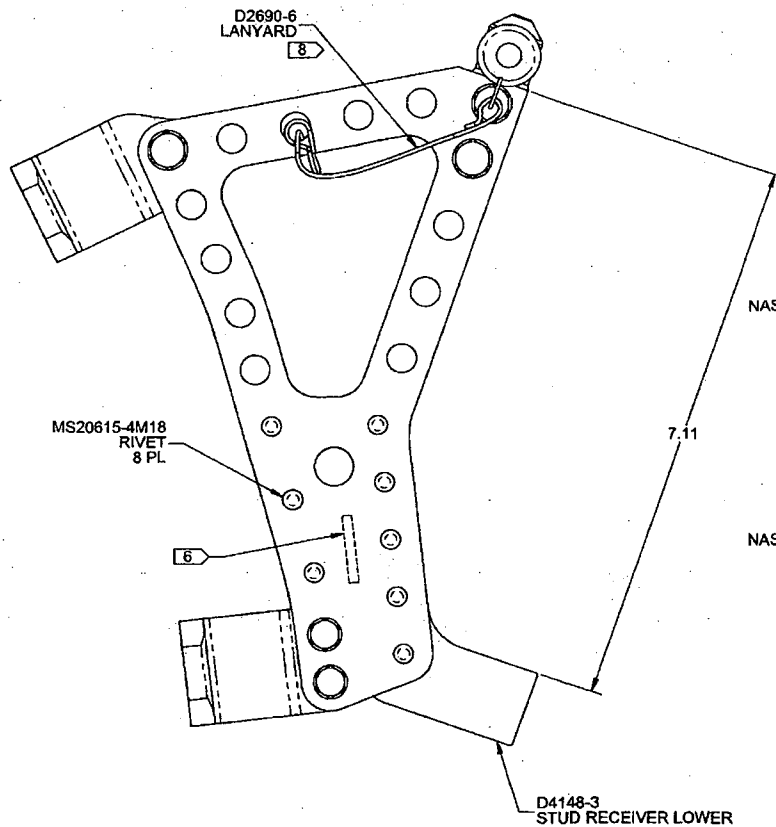 D2690-6
LANYARD
8
NAS
MS20615-4M18
RIVET
8 PL
7.11
6
NAS
D4148-3
STUD RECEIVER LOWER